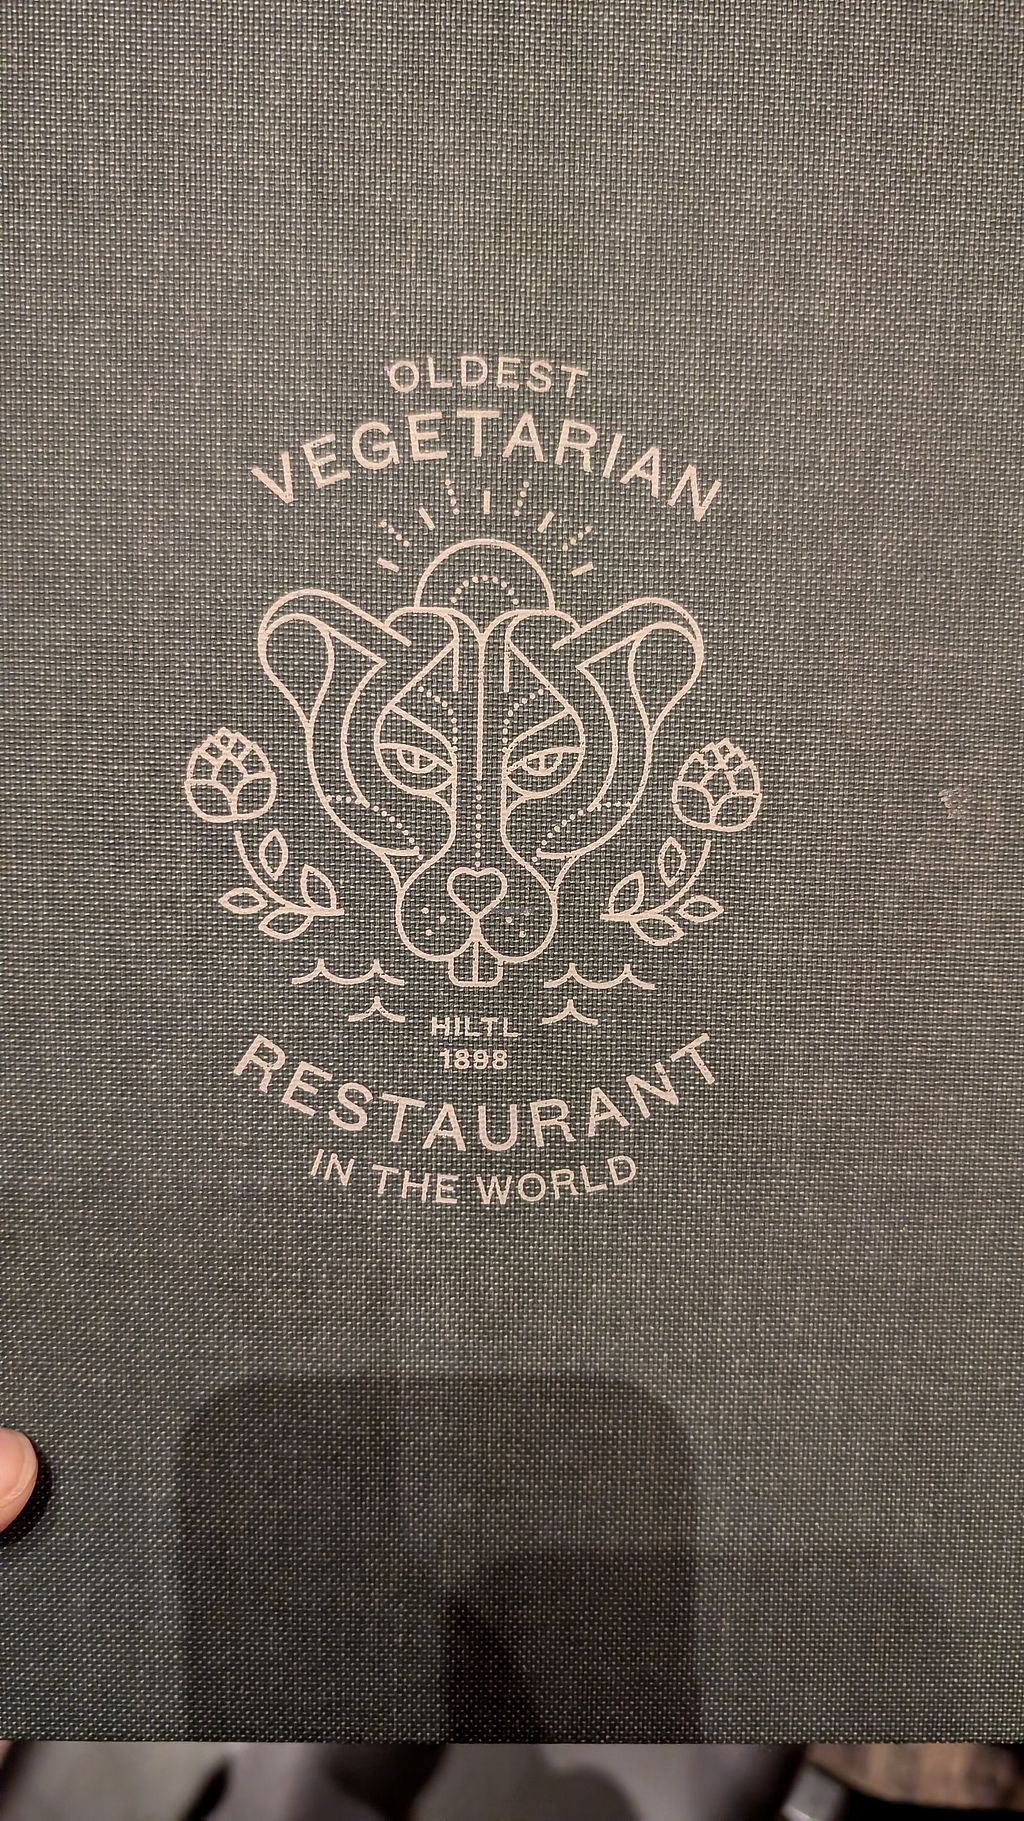 OLDEST
VEGETARIAN
HILTL
1898
RESTAURANT
IN THE WORLD